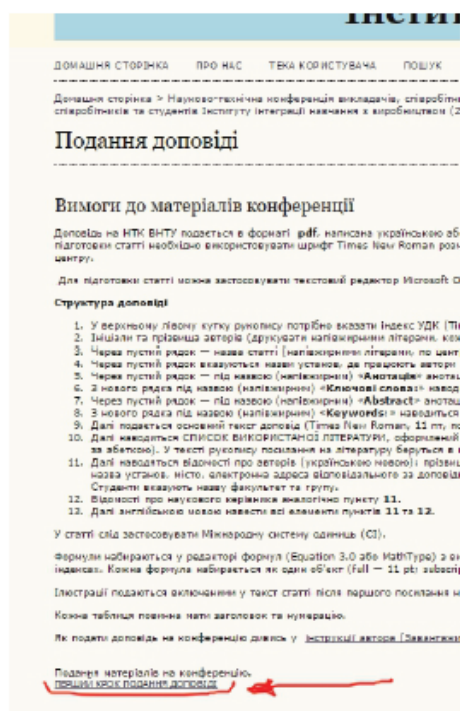 Інсти
ДОМАШНЯ СТОРІНКА ПРО НАС ТЕКА КОРИСТУВАЧА ПОШУК
Домашня сторінка > Науково-технічна конференція викладачів, співробітни
співробітників та студентів Інституту інтеграції навчання з виробництвом (2
Подання доповіді
Вимоги до матеріалів конференції
Доповідь на НТК ВНТУ подається в форматі pdf, написана українською аб
підготовки статті необхідно використовувати шрифт Times New Roman розм
центру.
Для підготовки статті можна застосовувати текстовий редактор Microsoft O
Структура доповіді
1. У верхньому лівому кутку рукопису потрібно вказати індекс УДК (Ti
2. Ініціали та прізвища авторів (друкувати напівжирними літерами, кож
3. Через пустий рядок — назва статті (напівжирними літерами, по цент
4. Через пустий рядок вказуються назви установ, де працюють автори
5. Через пустий рядок — під назвою (напівжирним) «Анотація» анотац
6. З нового рядка під назвою (напівжирним) «Ключові слова:» навод
7. Через пустий рядок — під назвою (напівжирним) «Abstract» анотац
8. З нового рядка під назвою (напівжирним) «Keywords: » наводиться
9. Далі подається основний текст доповіді (Times New Roman, 11 пт, по
10. Далі наводиться СПИСОК ВИКОРИСТАНОЇ ЛІТЕРАТУРИ, оформлений
за абеткою). У тексті рукопису посилання на літературу беруться в
11. Далі наводяться відомості про авторів (українською мовою): прізвищ
назва установ, місто, електронна адреса відповідального за доповід
Студенти вказують назву факультет та групу.
12. Відомості про наукового керівника аналогічно пункту 11.
13. Далі англійською мовою навести всі елементи пунктів 11 та 12.
У статті слід застосовувати Міжнародну систему одиниць (СІ).
Формули набираються у редакторі формул (Equation 3.0 або MathType) з ви
індексах. Кожна формула набирається як один об'єкт (full — 11 pt; subscrip
Ілюстрації подаються включеними у текст статті після першого посилання н
Кожна таблиця повинна мати заголовок та нумерацію.
Як подати доповідь на конференцію дивись у інструкції автора [Завантажи
Подання матеріалів на конференцію.
ПЕРШИЙ КРОК ПОДАННЯ ДОПОВІДІ